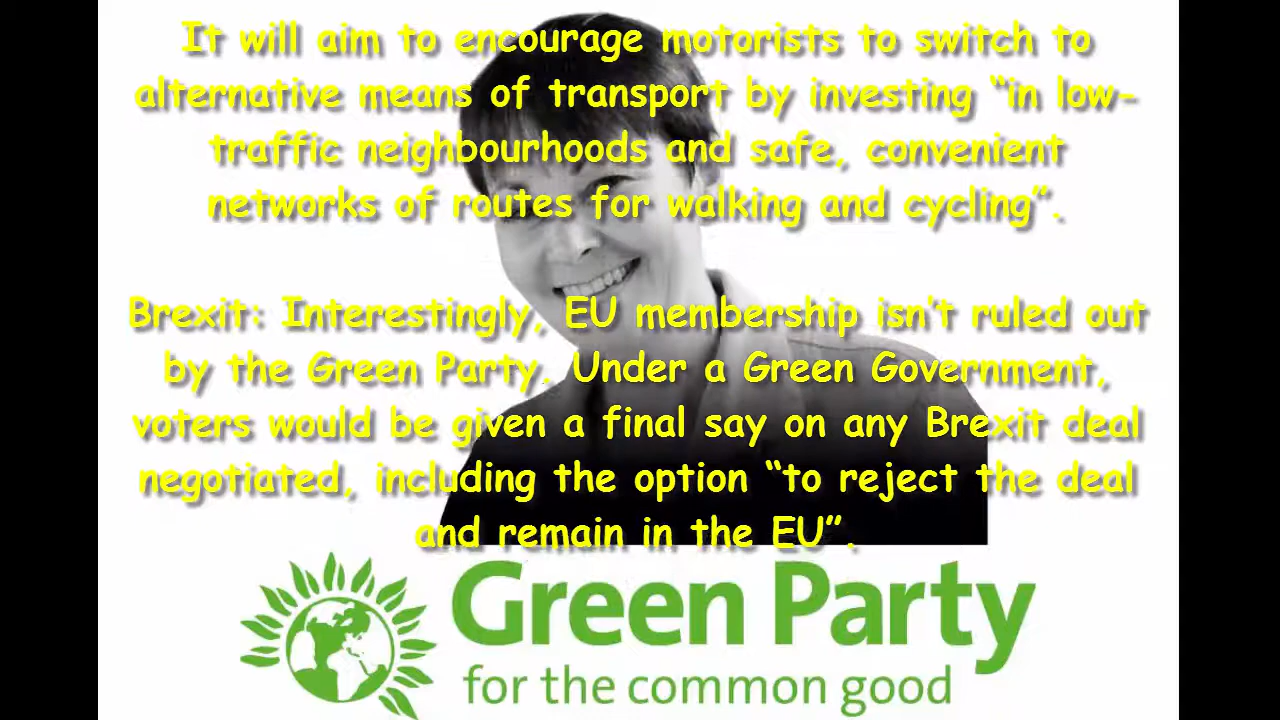 It will aim to encourage motorists to switch to
alternative means of transport by investing “in low-
traffic neighbourhoods and safe, convenient
networks of routes for walking and cycling”.
Brexit: Interestingly, EU membership isn’t ruled out
by the Green Party. Under a Green Government,
voters would be given a final say on any Brexit deal
negotiated, including the option “to reject the deal
and remain in the EU”.
Green Party
for the common good